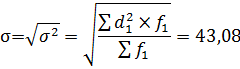 σ=√σ² = √(∑ d₁² × f₁ / ∑ f₁) = 43,08